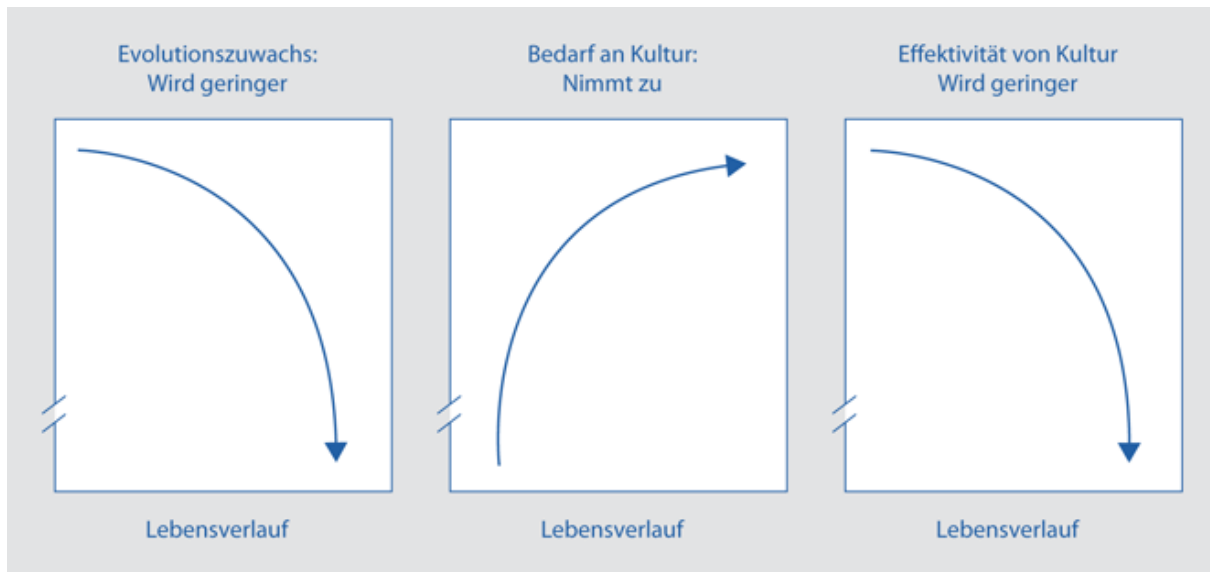 Evolutionszuwachs:
Wird geringer
Bedarf an Kultur:
Nimmt zu
Effektivität von Kultur
Wird geringer
Lebensverlauf
Lebensverlauf
Lebensverlauf